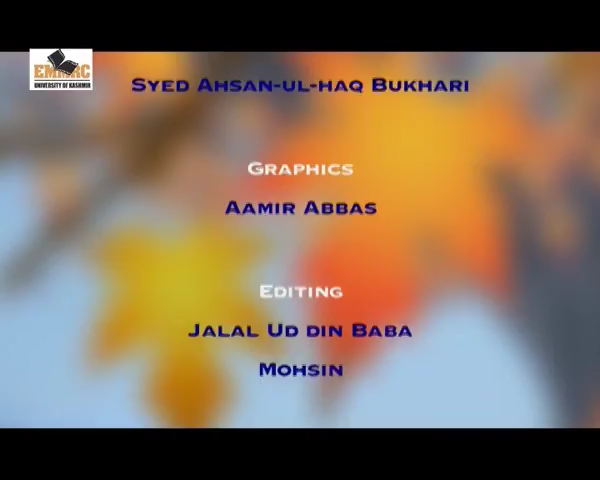 EMMRC
UNIVERSITY OF KASHMIR
SYED AHSAN-UL-HAQ BUKHARI
GRAPHICS
AAMIR ABBAS
EDITING
JALAL UD DIN BABA
MOHSIN